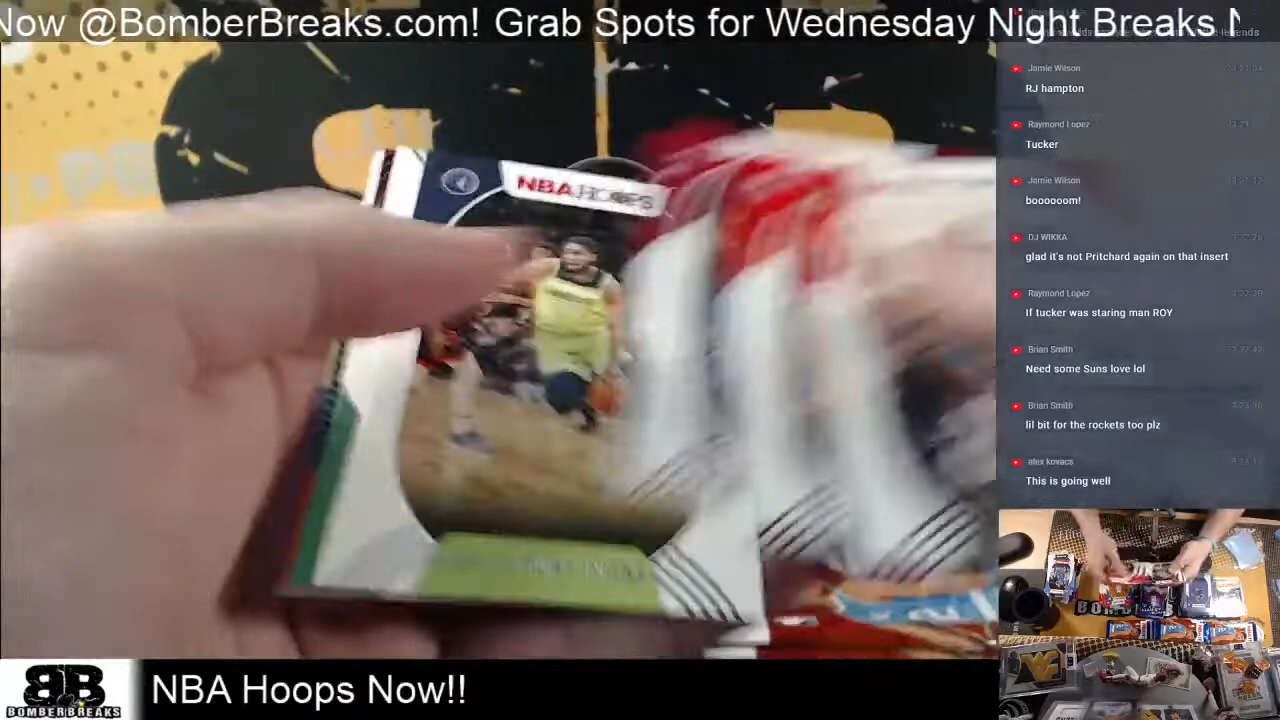 Now @BomberBreaks.com! Grab Spots for Wednesday Night Breaks N
NBA HOOPS
Jamie Wilson
RJ hampton
Raymond Lopez
Tucker
Jamie Wilson
boooooom!
DJ WIKKA
glad it's not Pritchard again on that insert
Raymond Lopez
If tucker was staring man ROY
Brian Smith
Need some Suns love lol
Brian Smith
lil bit for the rockets too plz
alex kovacs
This is going well
BB
BOMBERBREAKS
NBA Hoops Now!!